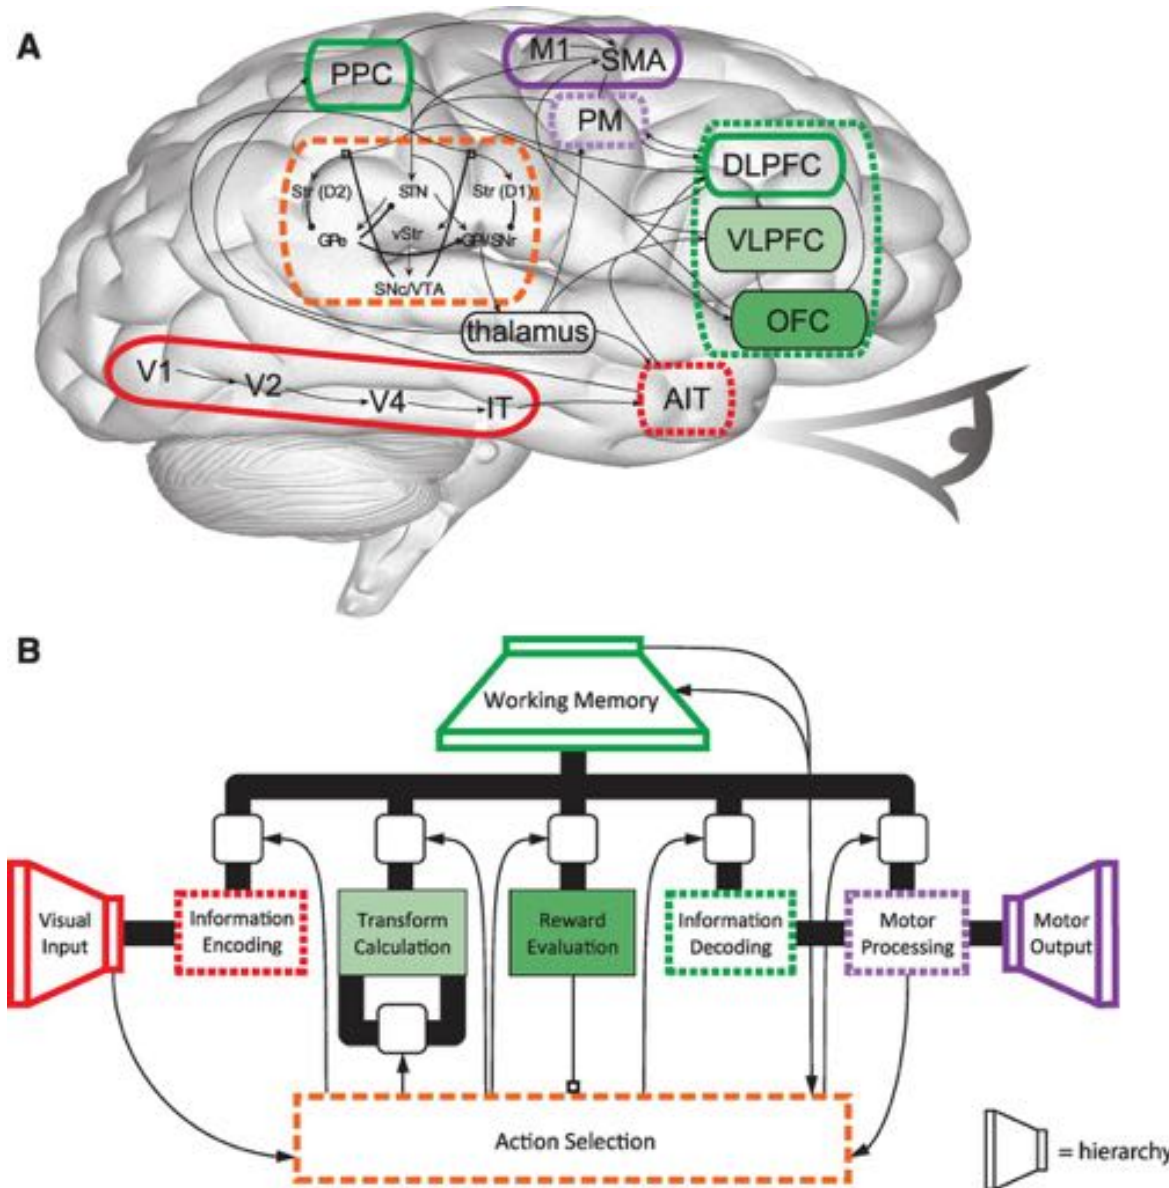 A
PPC
M1
SMA
PM
DLPFC
VLPFC
OFC
Str (D2)
STN
Str (D1)
GPe
vStr
GPi/SNr
SNc/VTA
thalamus
V1
V2
V4
IT
AIT
B
Working Memory
Visual
Input
Information
Encoding
Transform
Calculation
Reward
Evaluation
Information
Decoding
Motor
Processing
Motor
Output
Action Selection
= hierarchy